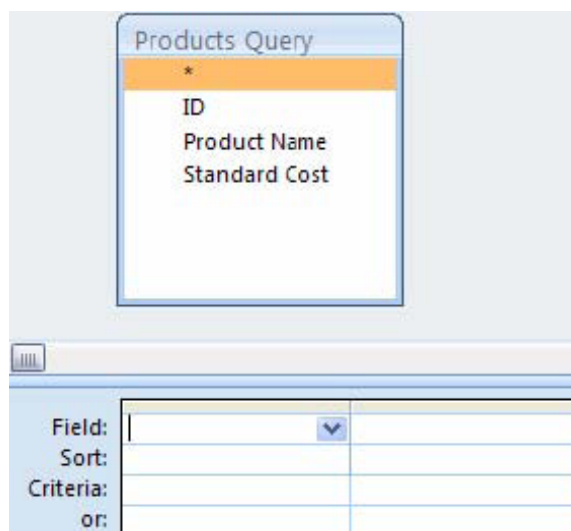 Products Query
*
ID
Product Name
Standard Cost
Field:
Sort:
Criteria:
or: